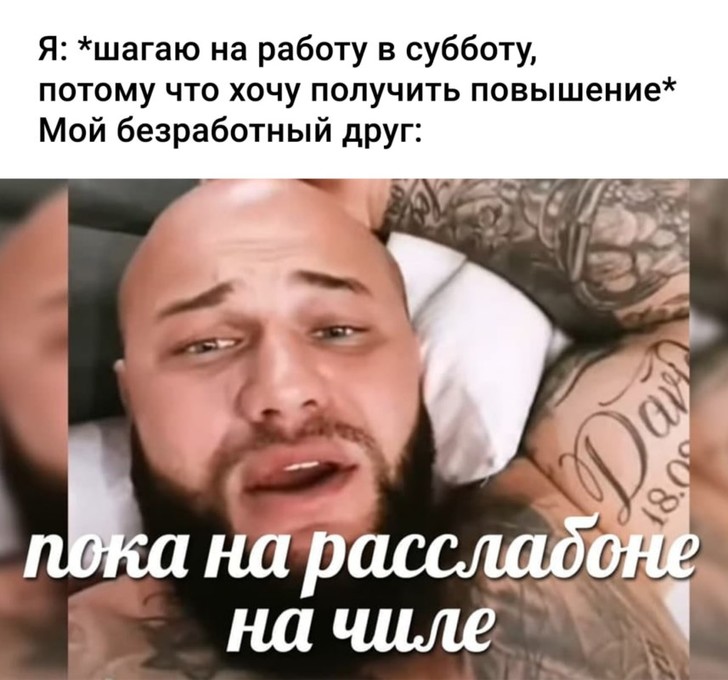 Я: *шагаю на работу в субботу,
потому что хочу получить повышение*
Мой безработный друг:
пока на расслабоне
на чиле